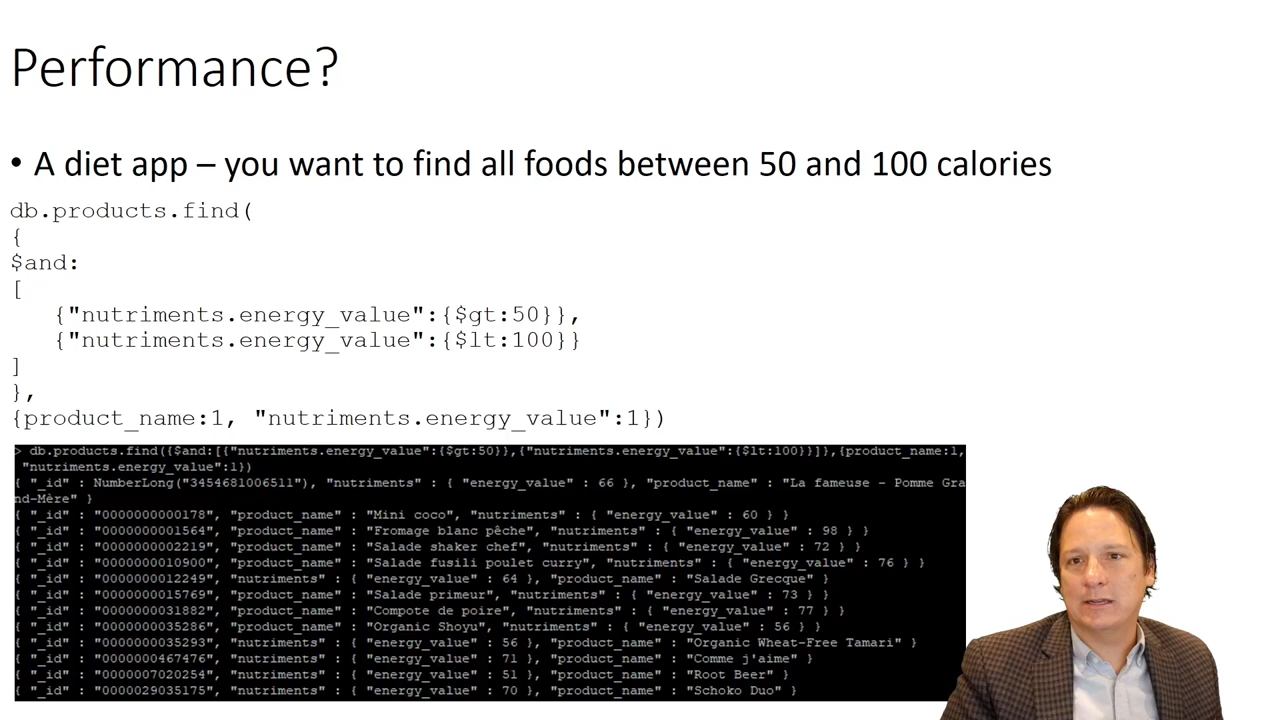 Performance?
• A diet app – you want to find all foods between 50 and 100 calories
db.products.find(
{
$and:
[
{"nutriments.energy_value":{$gt:50}},
{"nutriments.energy_value":{$lt:100}}
]
},
{product_name:1, "nutriments.energy_value":1})
> db.products.find({$and:[{"nutriments.energy_value":{$gt:50}},{"nutriments.energy_value":{$lt:100}}]},{product_name:1,
"nutriments.energy_value":1})
{ "_id" : NumberLong("3454681006511"), "nutriments" : { "energy_value" : 66 }, "product_name" : "La fameuse - Pomme Gra
nd-Mère" }
{ "_id" : "0000000000178", "product_name" : "Mini coco", "nutriments" : { "energy_value" : 60 } }
{ "_id" : "0000000001564", "product_name" : "Fromage blanc pêche", "nutriments" : { "energy_value" : 98 } }
{ "_id" : "0000000002219", "product_name" : "Salade shaker chef", "nutriments" : { "energy_value" : 72 } }
{ "_id" : "0000000010900", "product_name" : "Salade fusili poulet curry", "nutriments" : { "energy_value" : 76 } }
{ "_id" : "0000000012249", "nutriments" : { "energy_value" : 64 }, "product_name" : "Salade Grecque" }
{ "_id" : "0000000015769", "product_name" : "Salade primeur", "nutriments" : { "energy_value" : 73 } }
{ "_id" : "0000000031882", "product_name" : "Compote de poire", "nutriments" : { "energy_value" : 77 } }
{ "_id" : "0000000035286", "product_name" : "Organic Shoyu", "nutriments" : { "energy_value" : 56 } }
{ "_id" : "0000000035293", "nutriments" : { "energy_value" : 56 }, "product_name" : "Organic Wheat-Free Tamari" }
{ "_id" : "0000000467476", "nutriments" : { "energy_value" : 71 }, "product_name" : "Comme j'aime" }
{ "_id" : "0000007020254", "nutriments" : { "energy_value" : 51 }, "product_name" : "Root Beer" }
{ "_id" : "0000029035175", "nutriments" : { "energy_value" : 70 }, "product_name" : "Schoko Duo" }